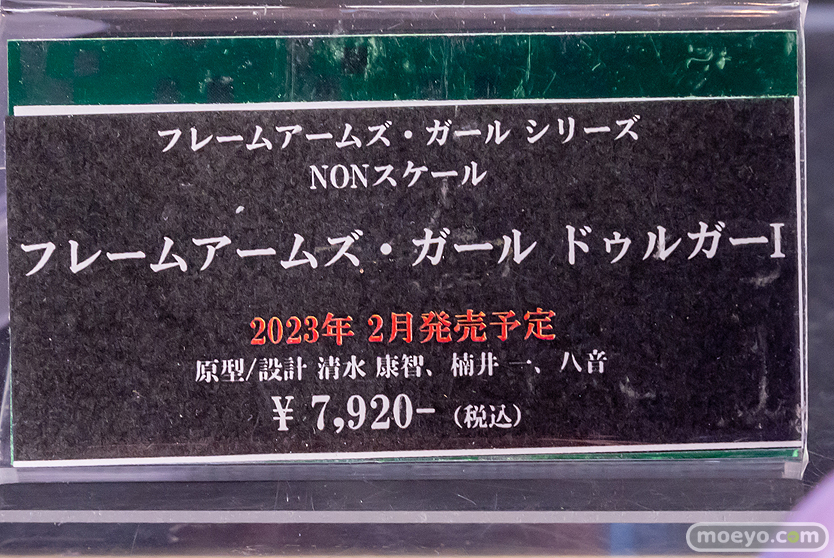 フレームアームズ・ガール シリーズ
NONスケール
フレームアームズ・ガール ドゥルガーI
2023年 2月発売予定
原型/設計 清水 康智、楠井 一、八音
¥ 7,920- (税込)
moeyo.com